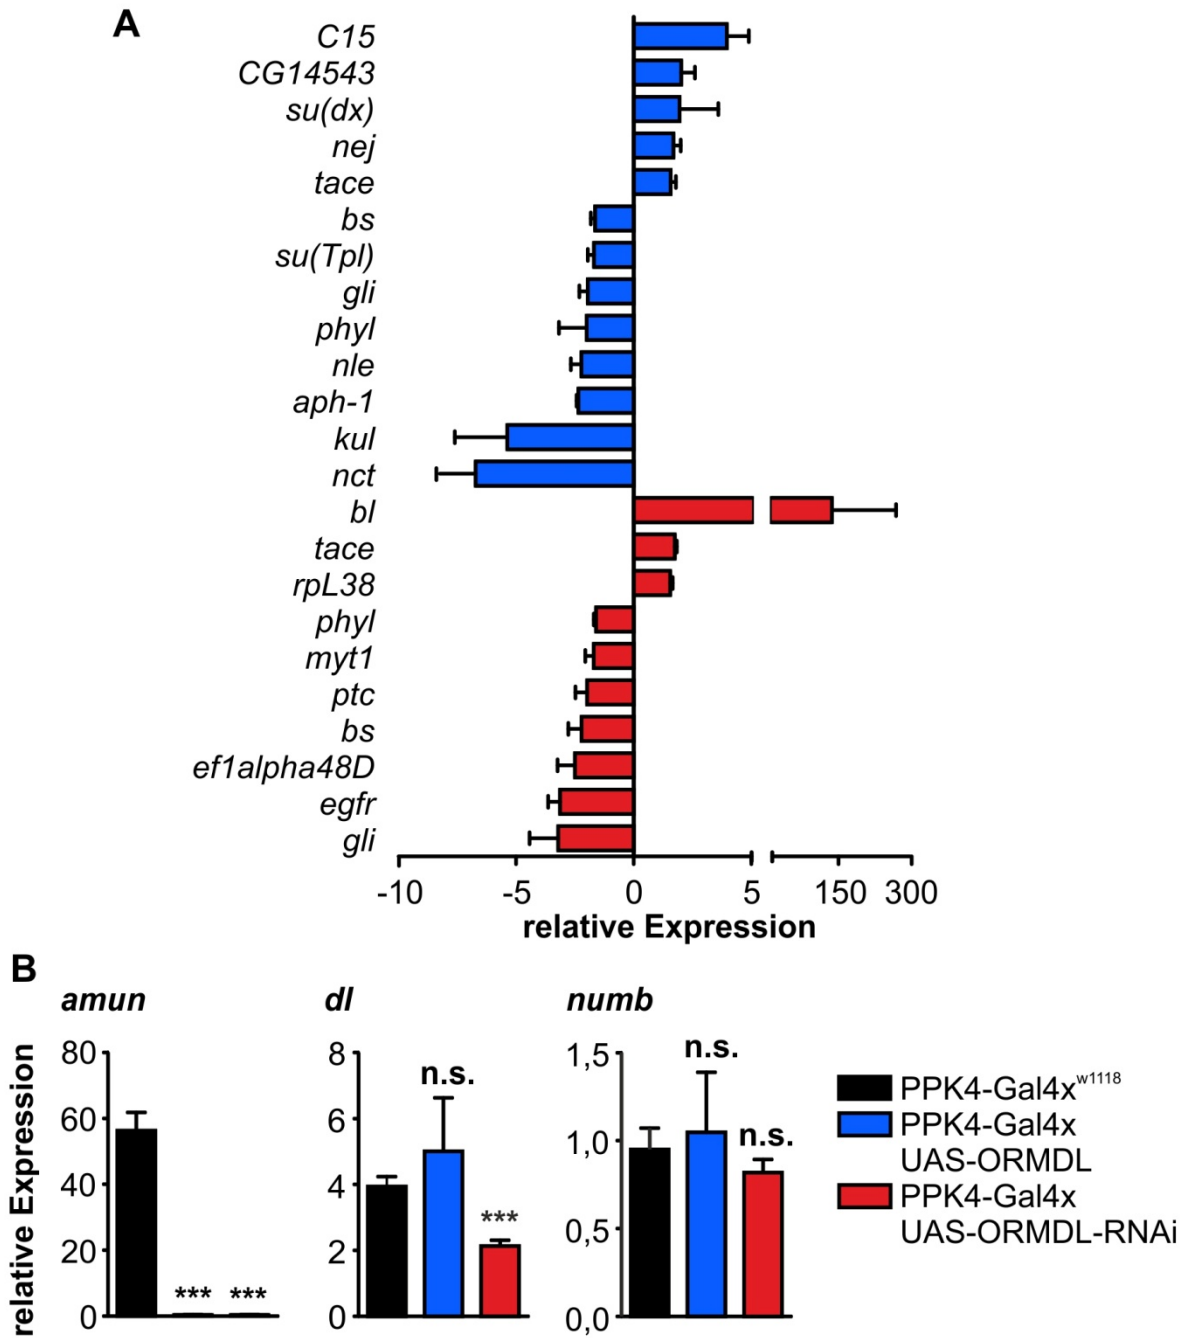 A
C15
CG14543
su(dx)
nej
tace
bs
su(Tpl)
gli
phyl
nle
aph-1
kul
nct
bl
tace
rpL38
phyl
myt1
ptc
bs
ef1alpha48D
egfr
gli
-10 -5 0 5 150 300
relative Expression
B
amun dl numb
relative Expression
80
60
40
20
0
*** ***
8
6
4
2
0
n.s.
***
1,5
1,0
0,5
0,0
n.s.
n.s.
PPK4-Gal4xw1118
PPK4-Gal4x
UAS-ORMDL
PPK4-Gal4x
UAS-ORMDL-RNAi